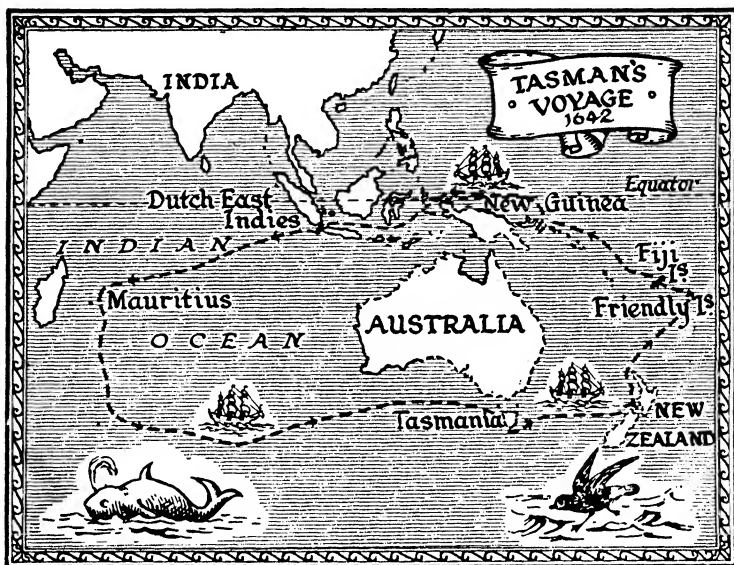 TASMAN'S
VOYAGE
1642
INDIA
Equator
Dutch East
Indies
New Guinea
INDIAN
Fiji
Is
Mauritius
Friendly Is
AUSTRALIA
OCEAN
Tasmania
NEW
ZEALAND